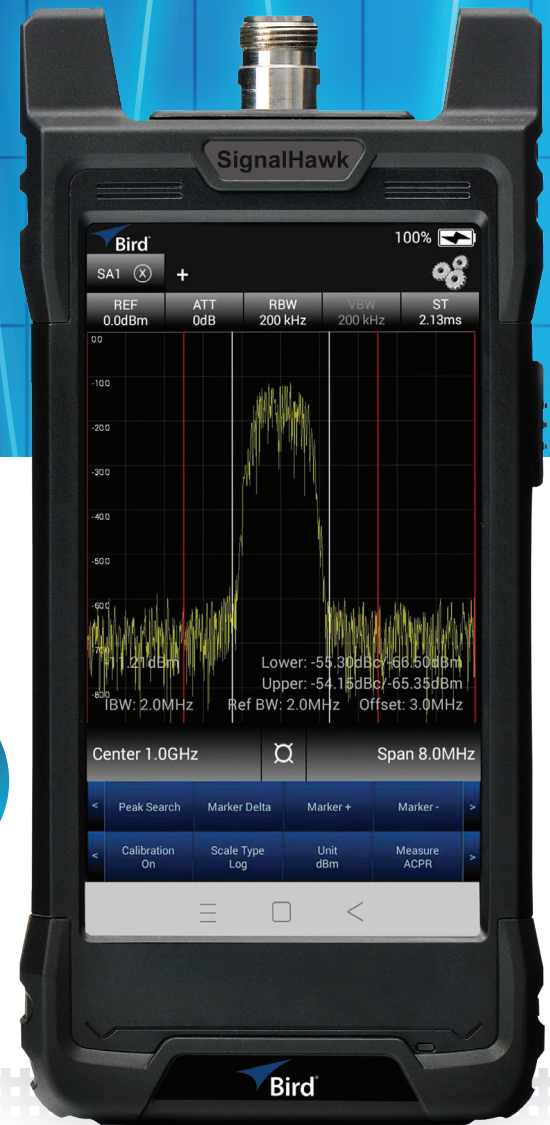 SignalHawk
Bird
100%
SA1 X +
REF ATT RBW VBW ST
0.0dBm 0dB 200 kHz 200 kHz 2.13ms
0.0
-10.0
-20.0
-30.0
-40.0
-50.0
-60.0
-70.0
-11.21dBm Lower: -55.30dBc/-66.50dBm
Upper: -54.15dBc/-65.35dBm
-80.0
IBW: 2.0MHz Ref BW: 2.0MHz Offset: 3.0MHz
Center 1.0GHz Span 8.0MHz
< Peak Search Marker Delta Marker + Marker - >
< Calibration Scale Type Unit Measure >
On Log dBm ACPR
Bird